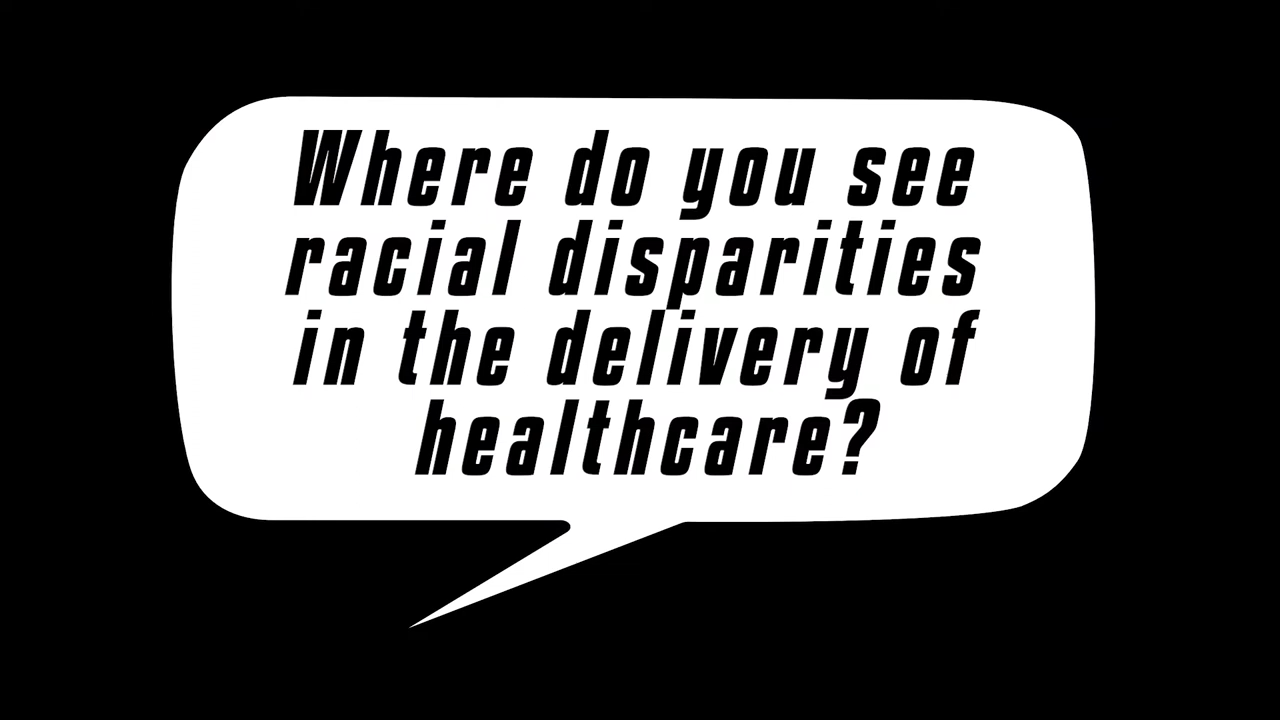 Where do you see
racial disparities
in the delivery of
healthcare?